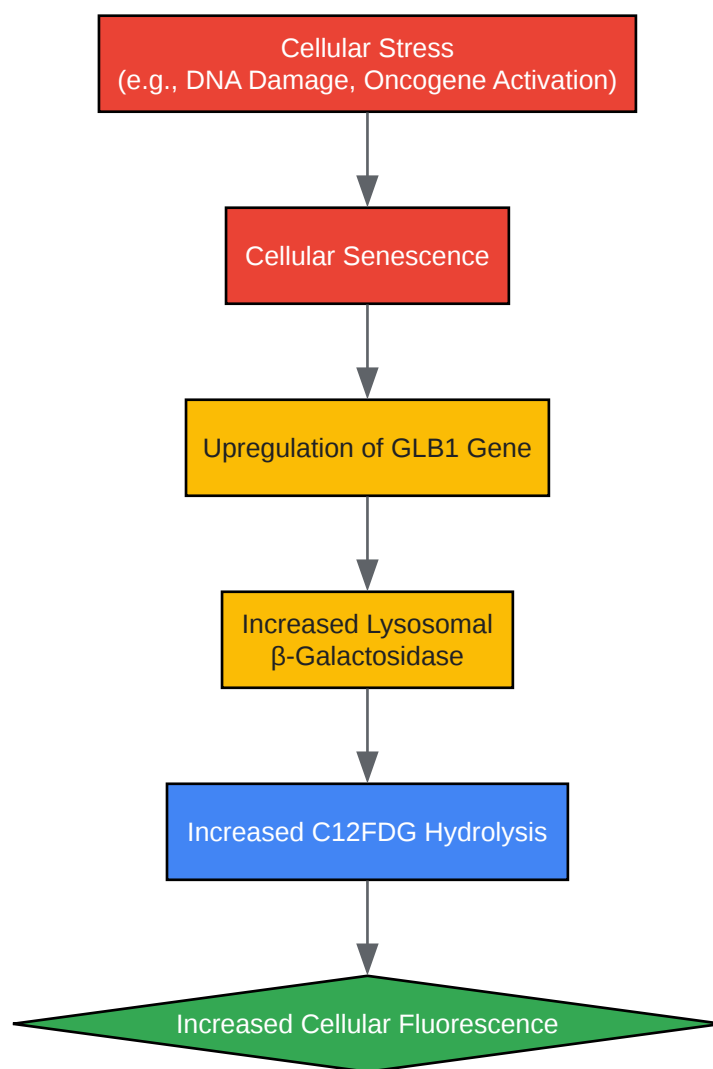 Cellular Stress
(e.g., DNA Damage, Oncogene Activation)
Cellular Senescence
Upregulation of GLB1 Gene
Increased Lysosomal
β-Galactosidase
Increased C12FDG Hydrolysis
Increased Cellular Fluorescence